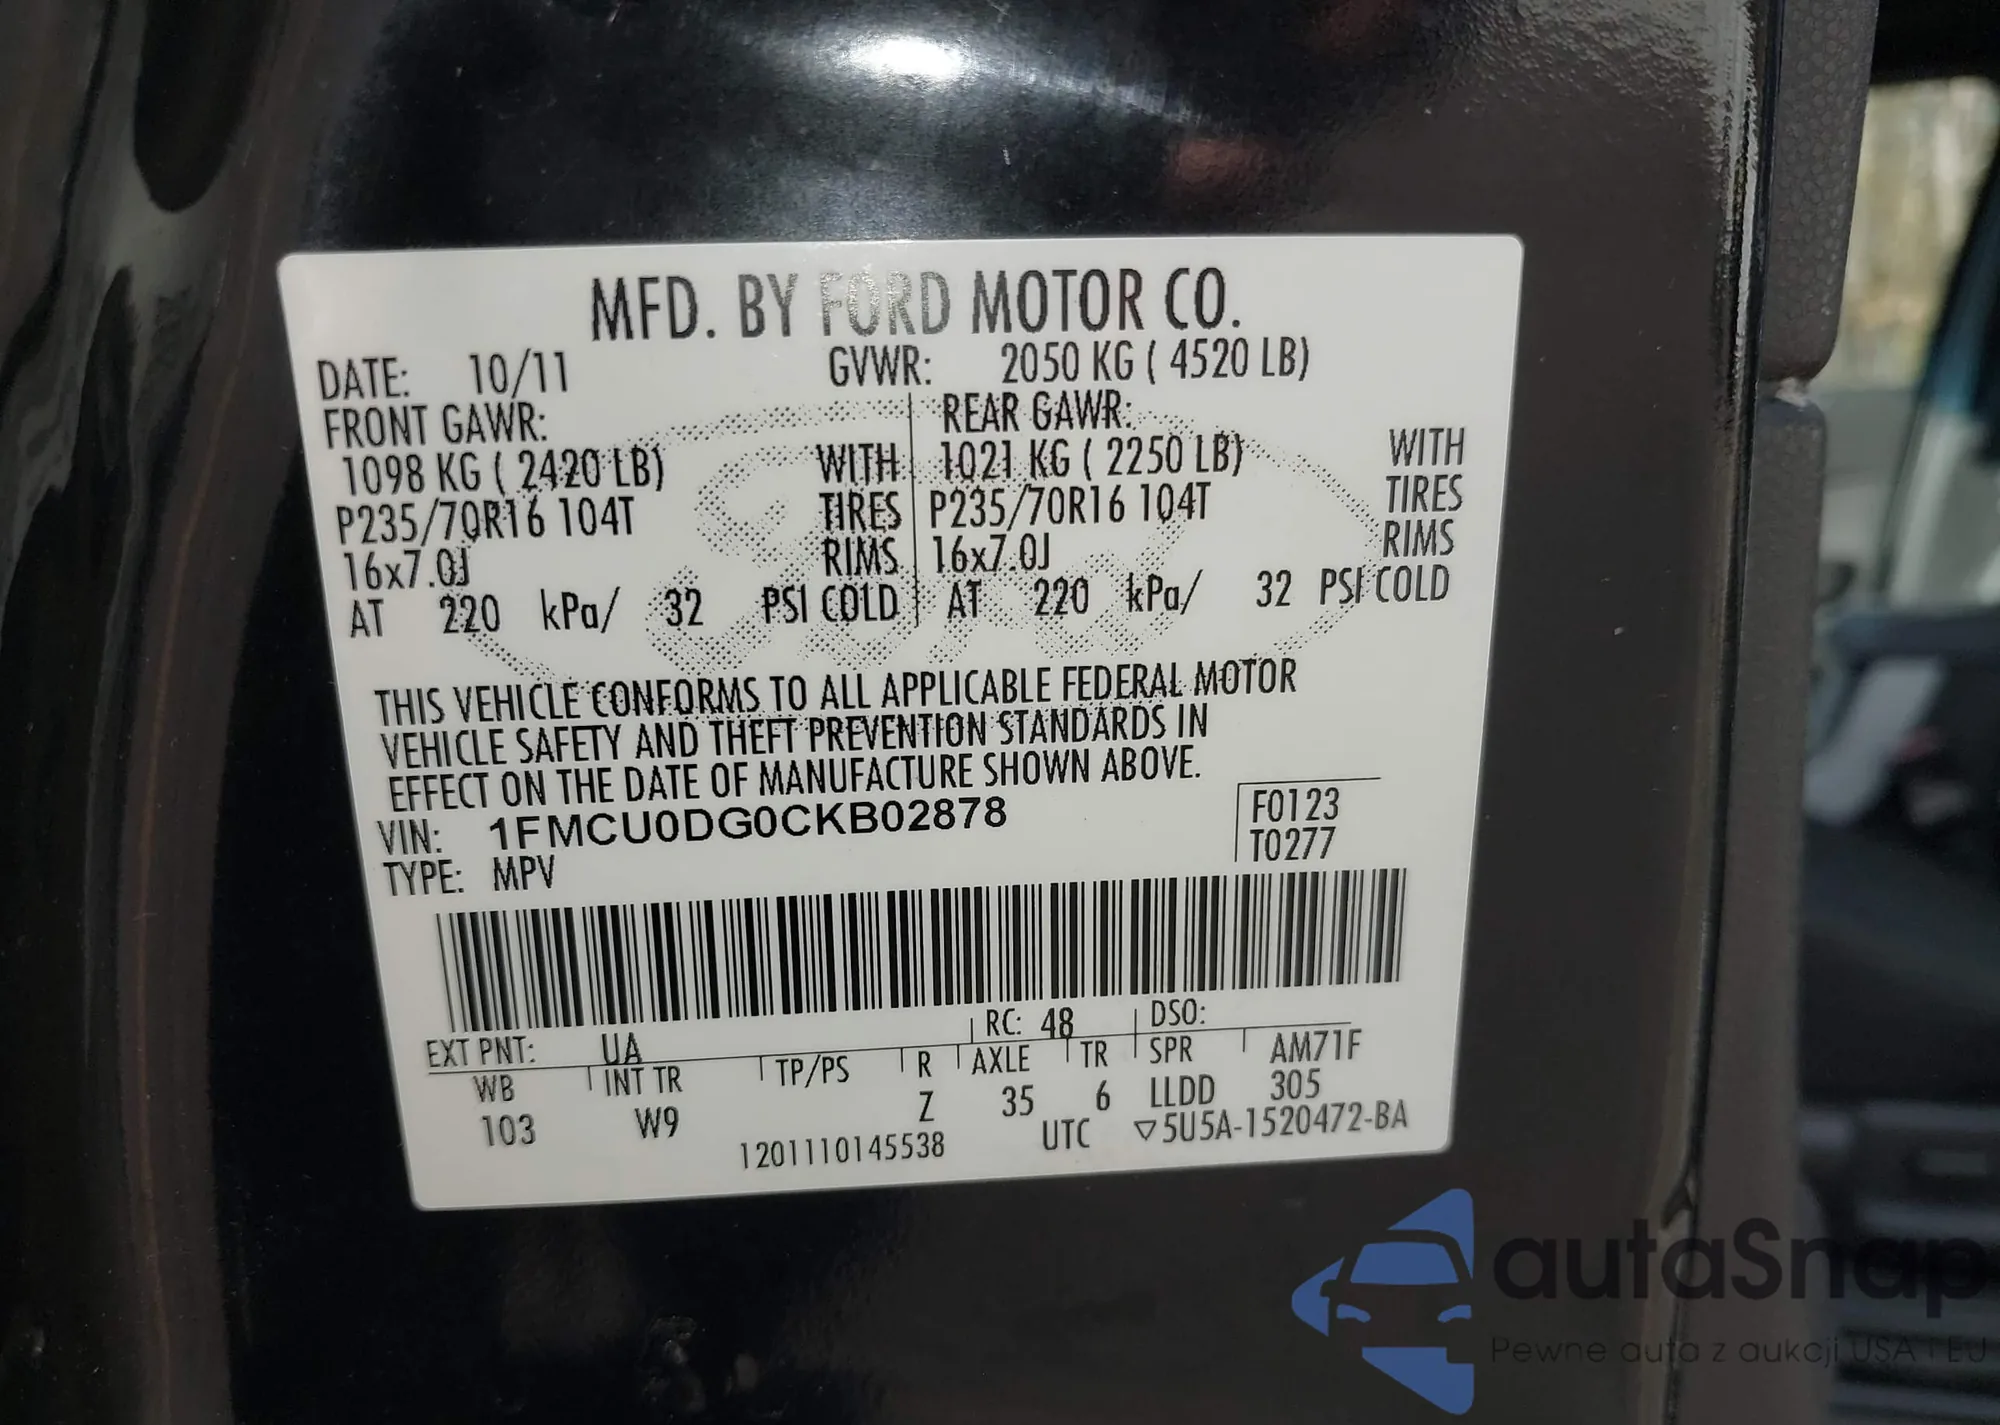 MFD. BY FORD MOTOR CO.
DATE: 10/11 GVWR: 2050 KG ( 4520 LB)
FRONT GAWR: REAR GAWR:
1098 KG ( 2420 LB) WITH 1021 KG ( 2250 LB) WITH
P235/70R16 104T TIRES P235/70R16 104T TIRES
16x7.0J RIMS 16x7.0J RIMS
AT 220 kPa/ 32 PSI COLD AT 220 kPa/ 32 PSI COLD
THIS VEHICLE CONFORMS TO ALL APPLICABLE FEDERAL MOTOR
VEHICLE SAFETY AND THEFT PREVENTION STANDARDS IN
EFFECT ON THE DATE OF MANUFACTURE SHOWN ABOVE.
VIN: 1FMCU0DG0CKB02878 F0123
TYPE: MPV T0277
EXT PNT: UA RC: 48 DSO:
WB INT TR TP/PS R AXLE TR SPR AM71F
103 W9 Z 35 6 LLDD 305
1201110145538 UTC ▽5U5A-1520472-BA
autaSnap
Pewne auta z aukcji USA i EU